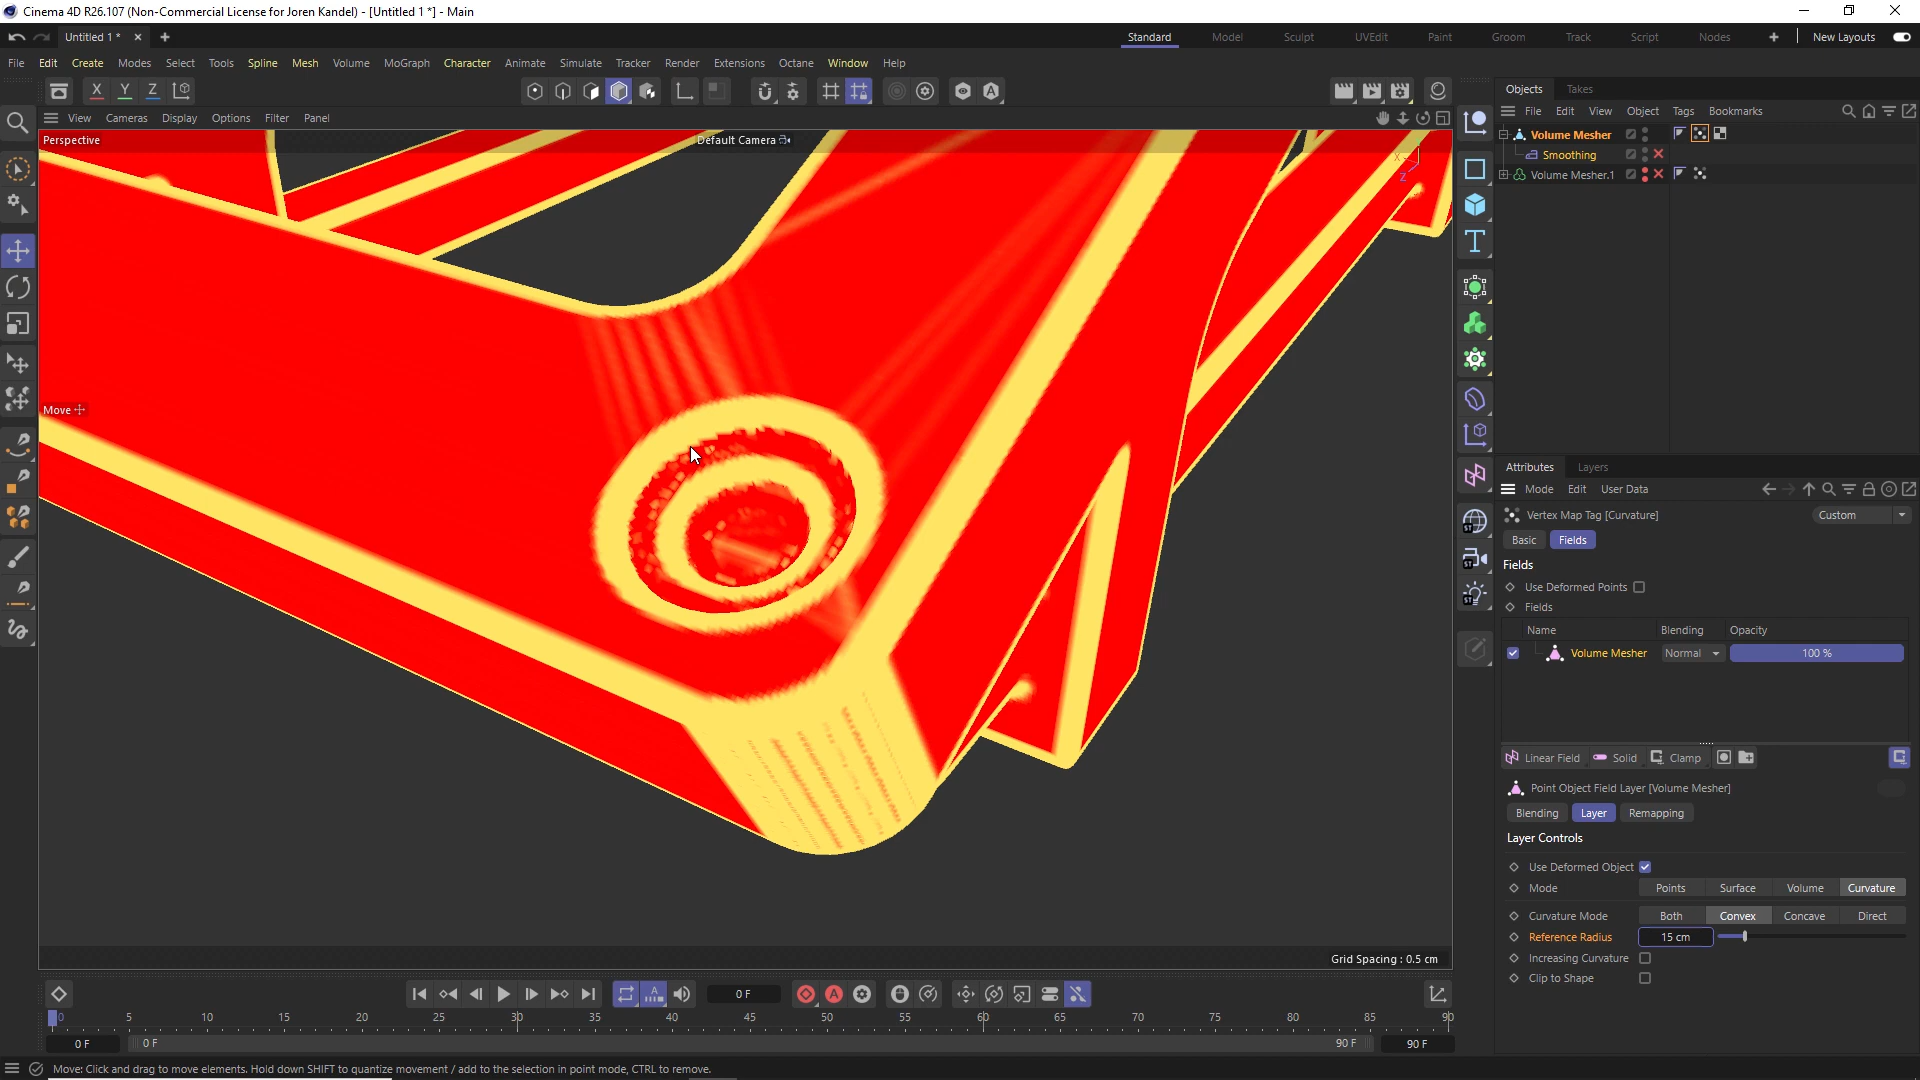 Cinema 4D R26.107 (Non-Commercial License for Joren Kandel) - [Untitled 1 *] - Main
Untitled 1 *
Standard Model Sculpt UVEdit Paint Groom Track Script Nodes New Layouts
File Edit Create Modes Select Tools Spline Mesh Volume MoGraph Character Animate Simulate Tracker Render Extensions Octane Window Help
X Y Z
Objects Takes
File Edit View Object Tags Bookmarks
View Cameras Display Options Filter Panel
Perspective
Default Camera
Volume Mesher
Smoothing
Volume Mesher.1
X
Z
Move
Attributes Layers
Mode Edit User Data
Vertex Map Tag [Curvature]
Custom
Basic Fields
Fields
Use Deformed Points
Fields
Name Blending Opacity
Volume Mesher Normal 100 %
Linear Field Solid Clamp
Point Object Field Layer [Volume Mesher]
Blending Layer Remapping
Layer Controls
Use Deformed Object
Mode Points Surface Volume Curvature
Curvature Mode Both Convex Concave Direct
Reference Radius 15 cm
Increasing Curvature
Clip to Shape
ST
ST
ST
Grid Spacing : 0.5 cm
0 F
0 5 10 15 20 25 30 35 40 45 50 55 60 65 70 75 80 85 90
0 F 0 F 90 F 90 F
Move: Click and drag to move elements. Hold down SHIFT to quantize movement / add to the selection in point mode, CTRL to remove.